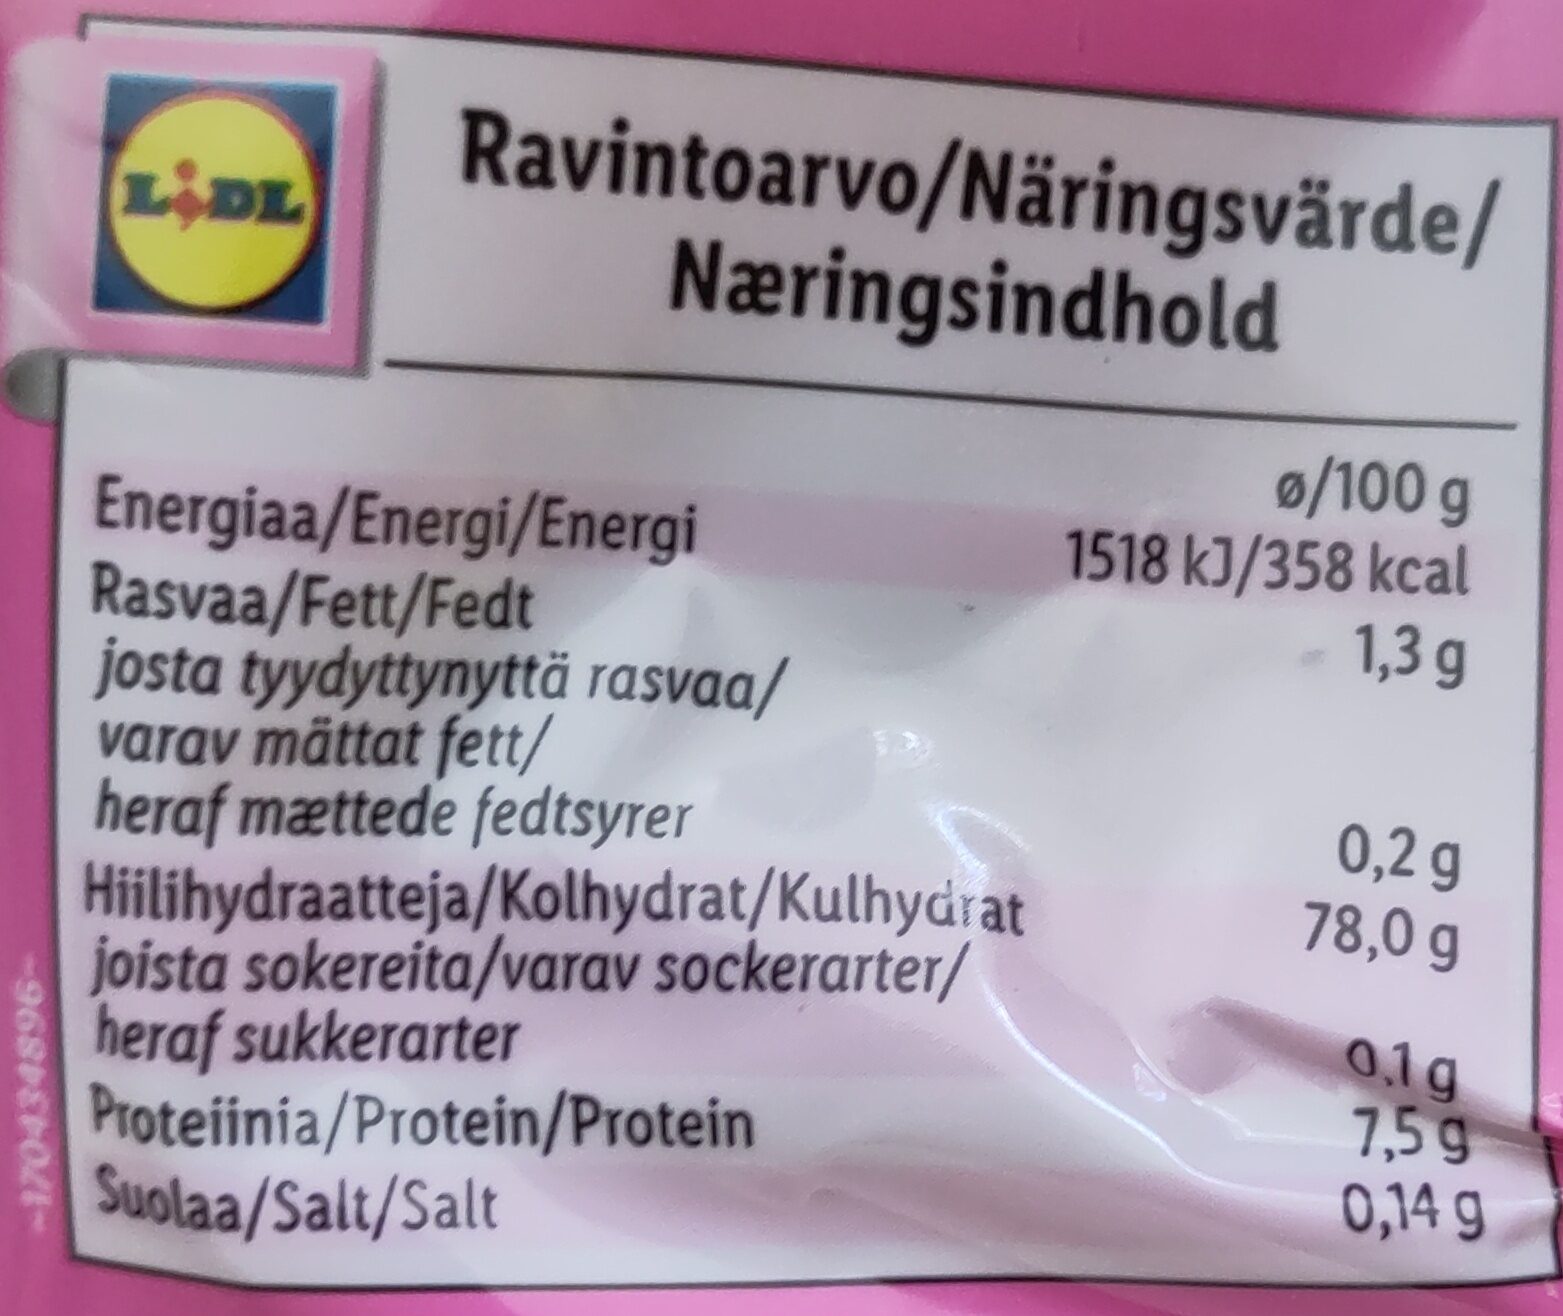 LIDL
Ravintoarvo/Näringsvärde/
Næringsindhold
ø/100 g
Energiaa/Energi/Energi 1518 kJ/358 kcal
Rasvaa/Fett/Fedt 1,3 g
josta tyydyttynyttä rasvaa/
varav mättat fett/
heraf mættede fedtsyrer 0,2 g
Hiilihydraatteja/Kolhydrat/Kulhydrat 78,0 g
joista sokereita/varav sockerarter/
heraf sukkerarter 0,1 g
Proteiinia/Protein/Protein 7,5 g
Suolaa/Salt/Salt 0,14 g
-170434896-